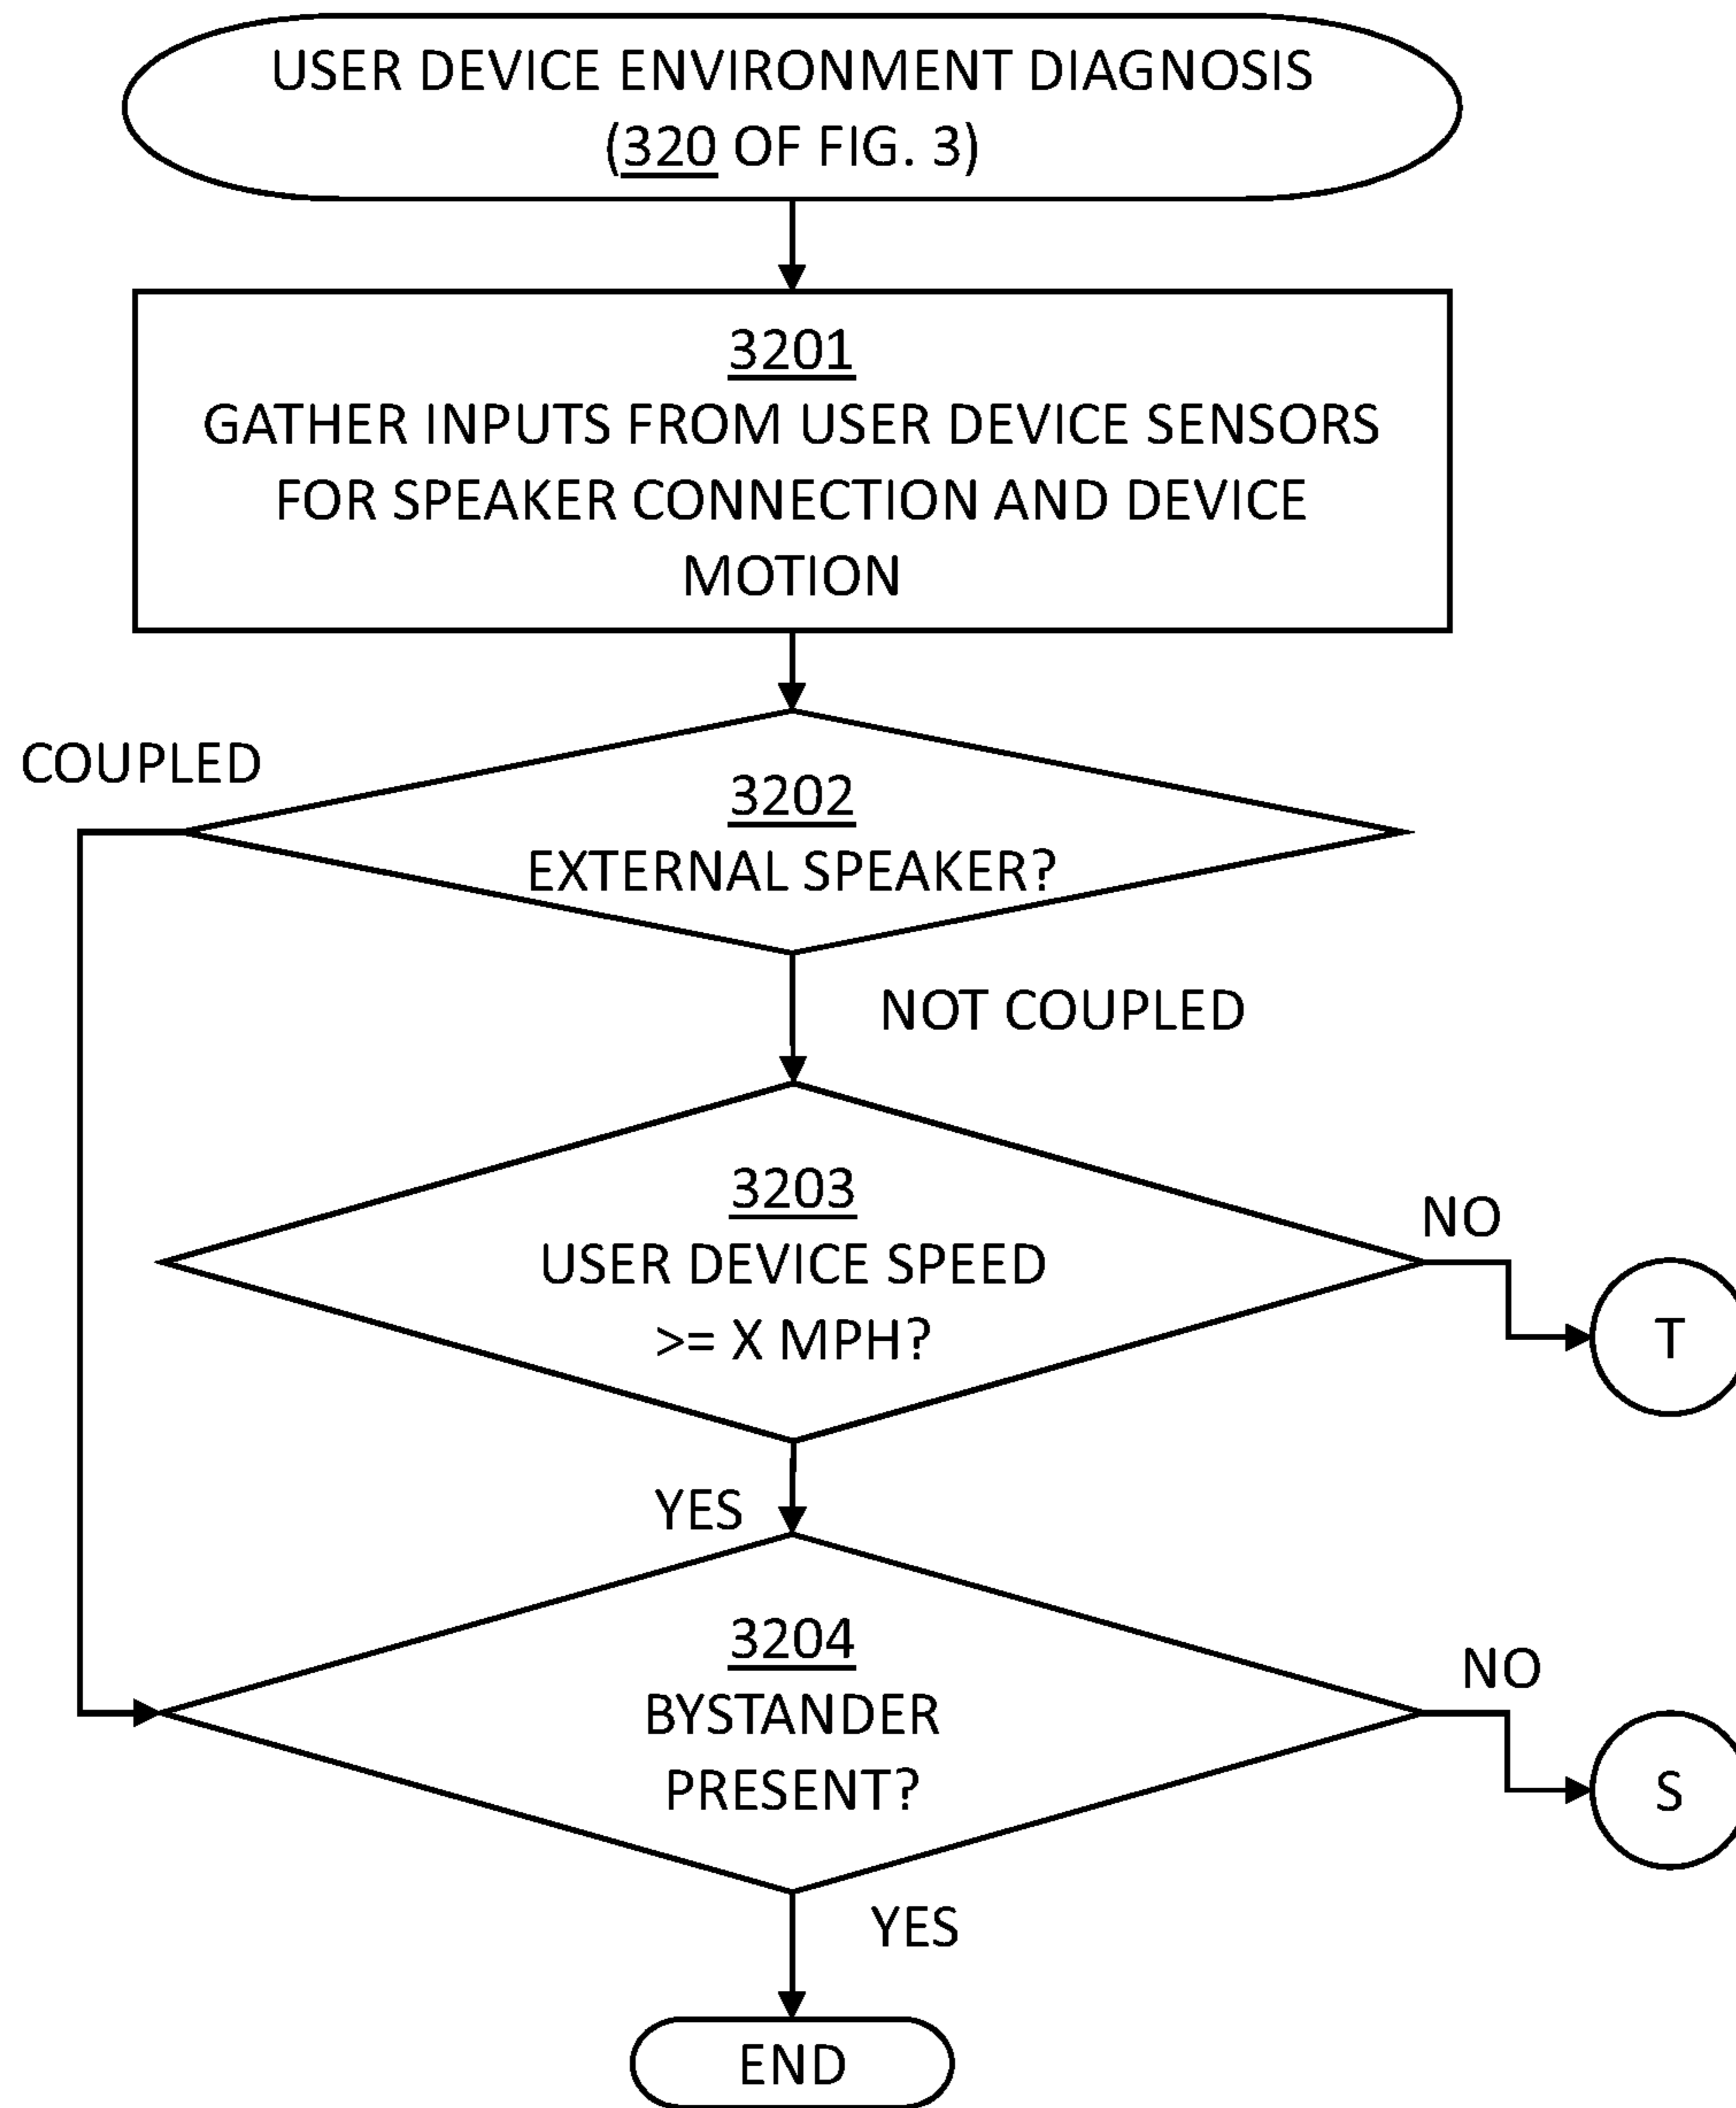 USER DEVICE ENVIRONMENT DIAGNOSIS
(320 OF FIG. 3)
3201
GATHER INPUTS FROM USER DEVICE SENSORS
FOR SPEAKER CONNECTION AND DEVICE
MOTION
COUPLED
3202
EXTERNAL SPEAKER?
NOT COUPLED
3203
USER DEVICE SPEED
>= X MPH?
NO
T
YES
3204
BYSTANDER
PRESENT?
NO
S
YES
END